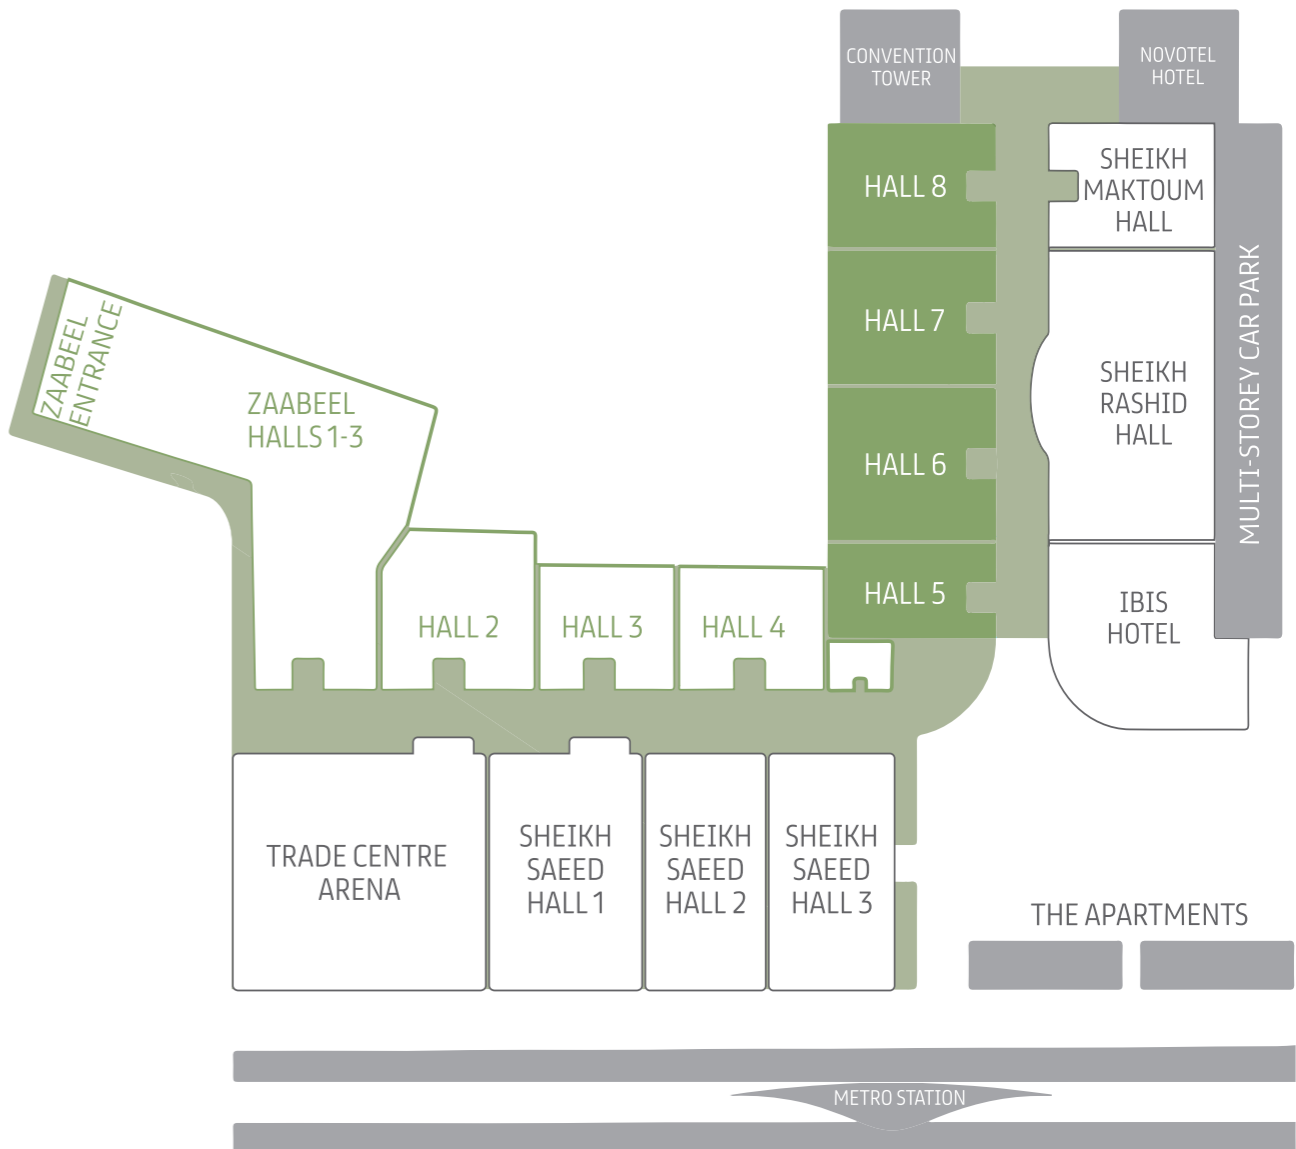 CONVENTION
TOWER
NOVOTEL
HOTEL
HALL 8
SHEIKH
MAKTOUM
HALL
MULTI-STOREY CAR PARK
HALL 7
ZAABEEL
ENTRANCE
ZAABEEL
HALLS 1-3
SHEIKH
RASHID
HALL
HALL 6
HALL 5
IBIS
HOTEL
HALL 2
HALL 3
HALL 4
TRADE CENTRE
ARENA
SHEIKH
SAEED
HALL 1
SHEIKH
SAEED
HALL 2
SHEIKH
SAEED
HALL 3
THE APARTMENTS
METRO STATION